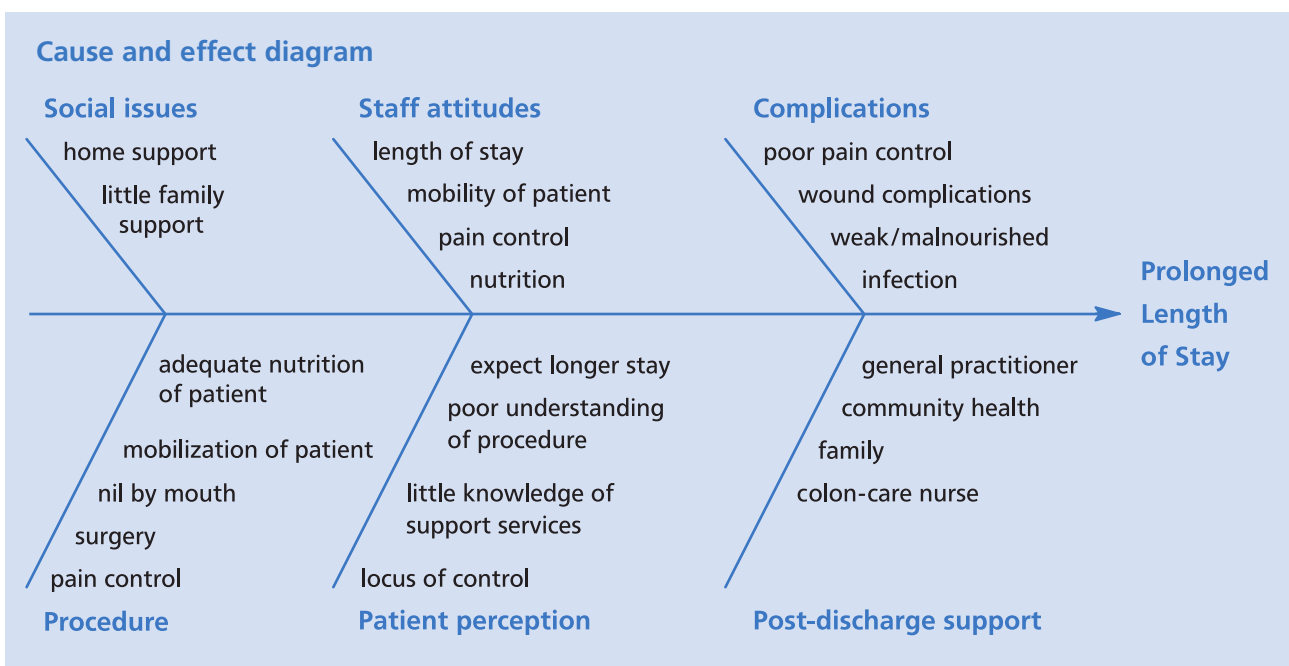 Cause and effect diagram
Social issues
home support
little family
support
Staff attitudes
length of stay
mobility of patient
pain control
nutrition
Complications
poor pain control
wound complications
weak/malnourished
infection
Prolonged
Length
of Stay
adequate nutrition
of patient
mobilization of patient
nil by mouth
surgery
pain control
Procedure
expect longer stay
poor understanding
of procedure
little knowledge of
support services
locus of control
Patient perception
general practitioner
community health
family
colon-care nurse
Post-discharge support